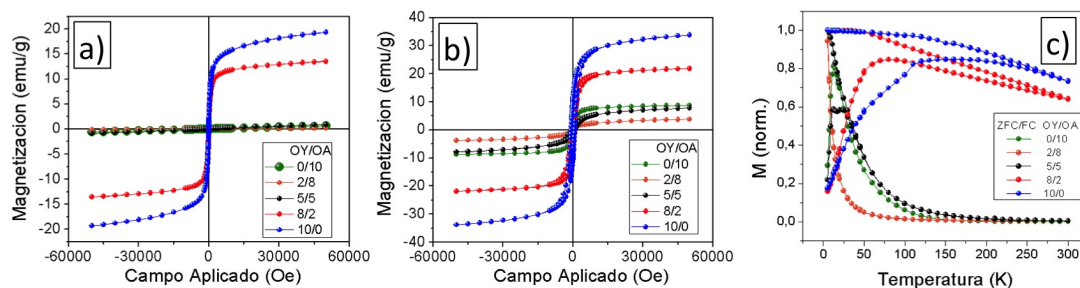 a)
Magnetizacion (emu/g)
20
15
10
5
0
-5
-10
-15
-20
-60000 -30000 0 30000 60000
Campo Aplicado (Oe)
OY/OA
0/10
2/8
5/5
8/2
10/0
b)
Magnetizacion (emu/g)
40
30
20
10
0
-10
-20
-30
-40
-60000 -30000 0 30000 60000
Campo Aplicado (Oe)
OY/OA
0/10
2/8
5/5
8/2
10/0
c)
M (norm.)
1,0
0,8
0,6
0,4
0,2
0,0
0 50 100 150 200 250 300
Temperatura (K)
ZFC/FC OY/OA
0/10
2/8
5/5
8/2
10/0